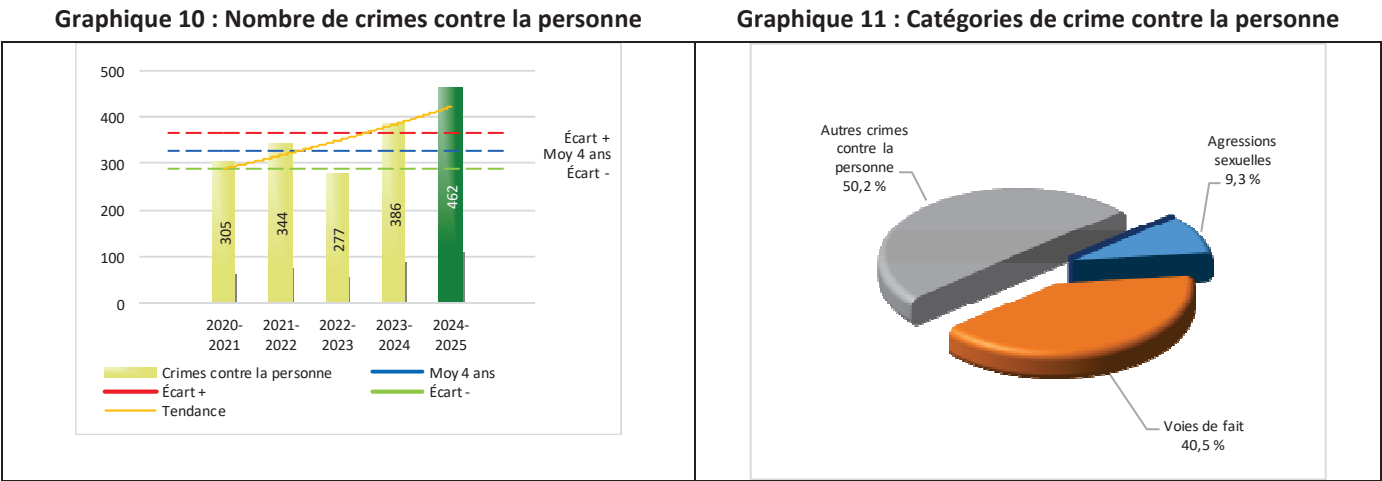 Graphique 10 : Nombre de crimes contre la personne
500
400
300
200
100
0
305
344
277
386
462
Écart +
Moy 4 ans
Écart -
2020-
2021
2021-
2022
2022-
2023
2023-
2024
2024-
2025
Crimes contre la personne
Moy 4 ans
Écart +
Écart -
Tendance
Graphique 11 : Catégories de crime contre la personne
Autres crimes
contre la
personne
50,2 %
Agressions
sexuelles
9,3 %
Voies de fait
40,5 %